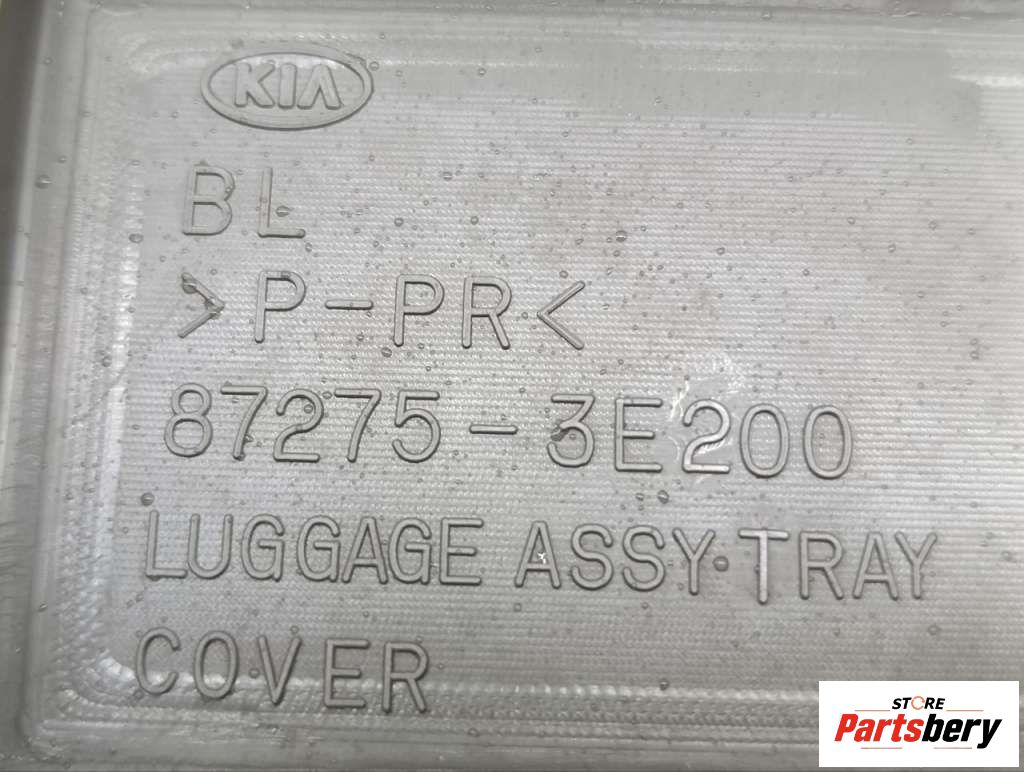 KIA
BL
>P-PR<
87275-3E200
LUGGAGE ASSY·TRAY
COVER
STORE
Partsbery